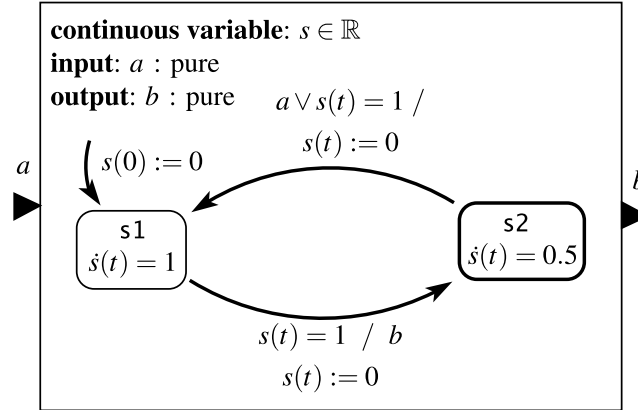 continuous variable: s ∈ ℝ
input: a : pure
output: b : pure
a ∨ s(t) = 1 /
s(t) := 0
s(0) := 0
a
b
s1
ṡ(t) = 1
s2
ṡ(t) = 0.5
s(t) = 1 / b
s(t) := 0